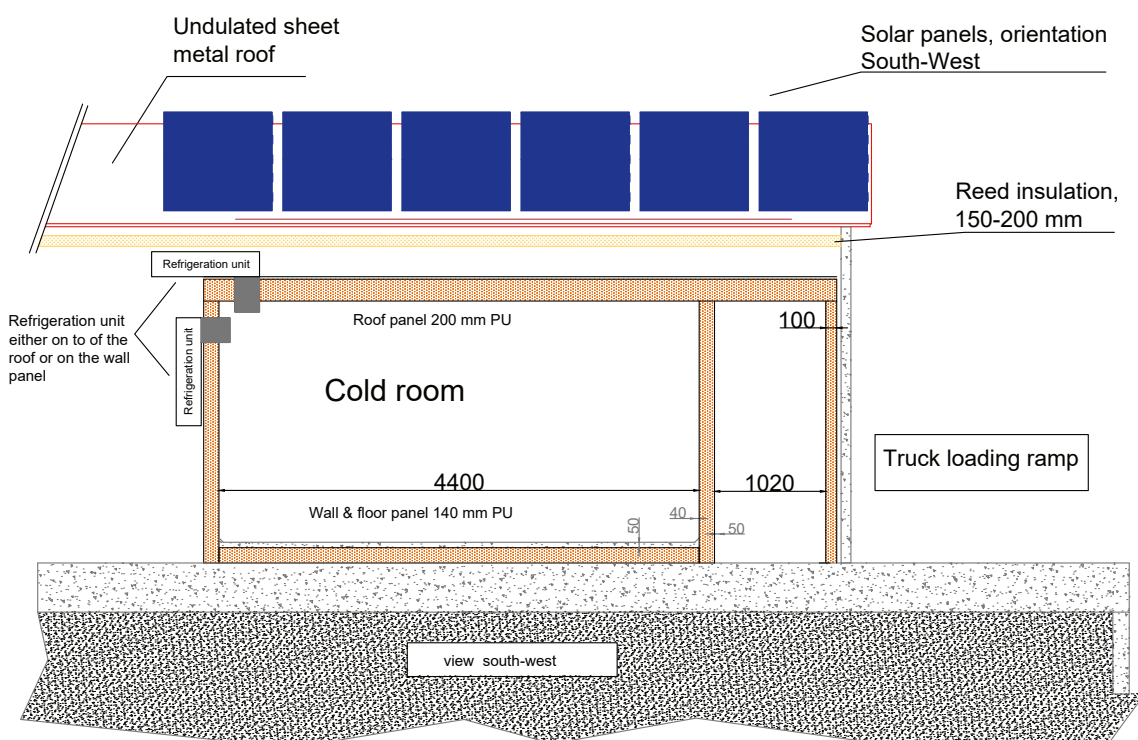 Undulated sheet
metal roof
Solar panels, orientation
South-West
Reed insulation,
150-200 mm
Refrigeration unit
Refrigeration unit
either on to of the
roof or on the wall
panel
Refrigeration unit
Roof panel 200 mm PU
100
Cold room
Truck loading ramp
4400
1020
Wall & floor panel 140 mm PU
40
50
50
view south-west